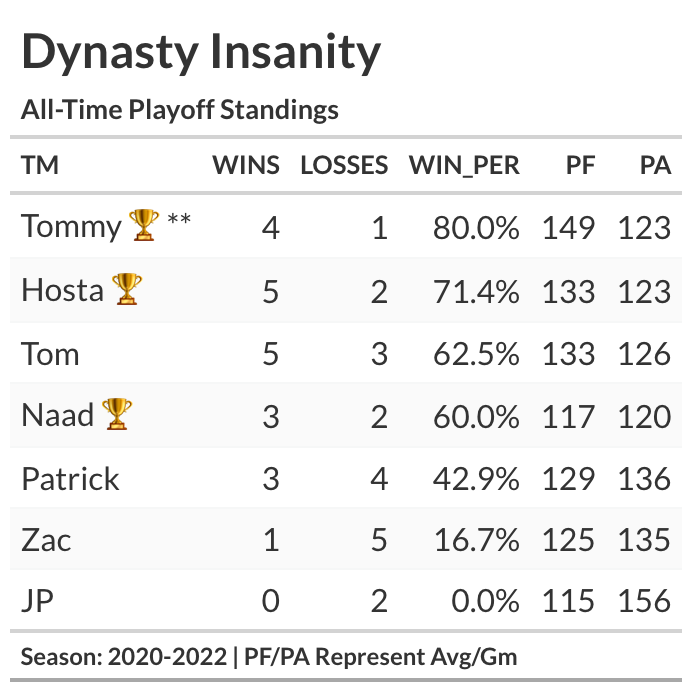 Dynasty Insanity
All-Time Playoff Standings
TM WINS LOSSES WIN_PER PF PA
Tommy 🏆 ** 4 1 80.0% 149 123
Hosta 🏆 5 2 71.4% 133 123
Tom 5 3 62.5% 133 126
Naad 🏆 3 2 60.0% 117 120
Patrick 3 4 42.9% 129 136
Zac 1 5 16.7% 125 135
JP 0 2 0.0% 115 156
Season: 2020-2022 | PF/PA Represent Avg/Gm